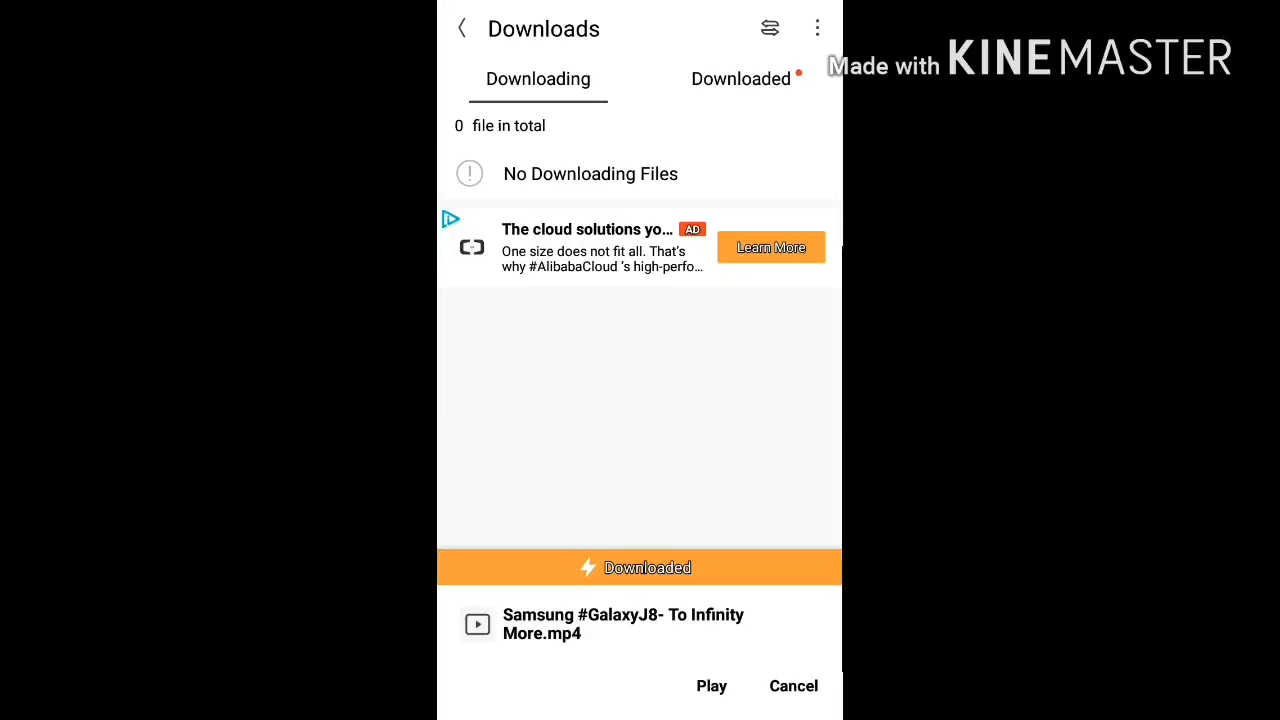 Downloads
Made with KINEMASTER
Downloading
Downloaded
0 file in total
No Downloading Files
The cloud solutions yo... AD
One size does not fit all. That's
why #AlibabaCloud 's high-perfo...
Learn More
Downloaded
Samsung #GalaxyJ8- To Infinity
More.mp4
Play
Cancel